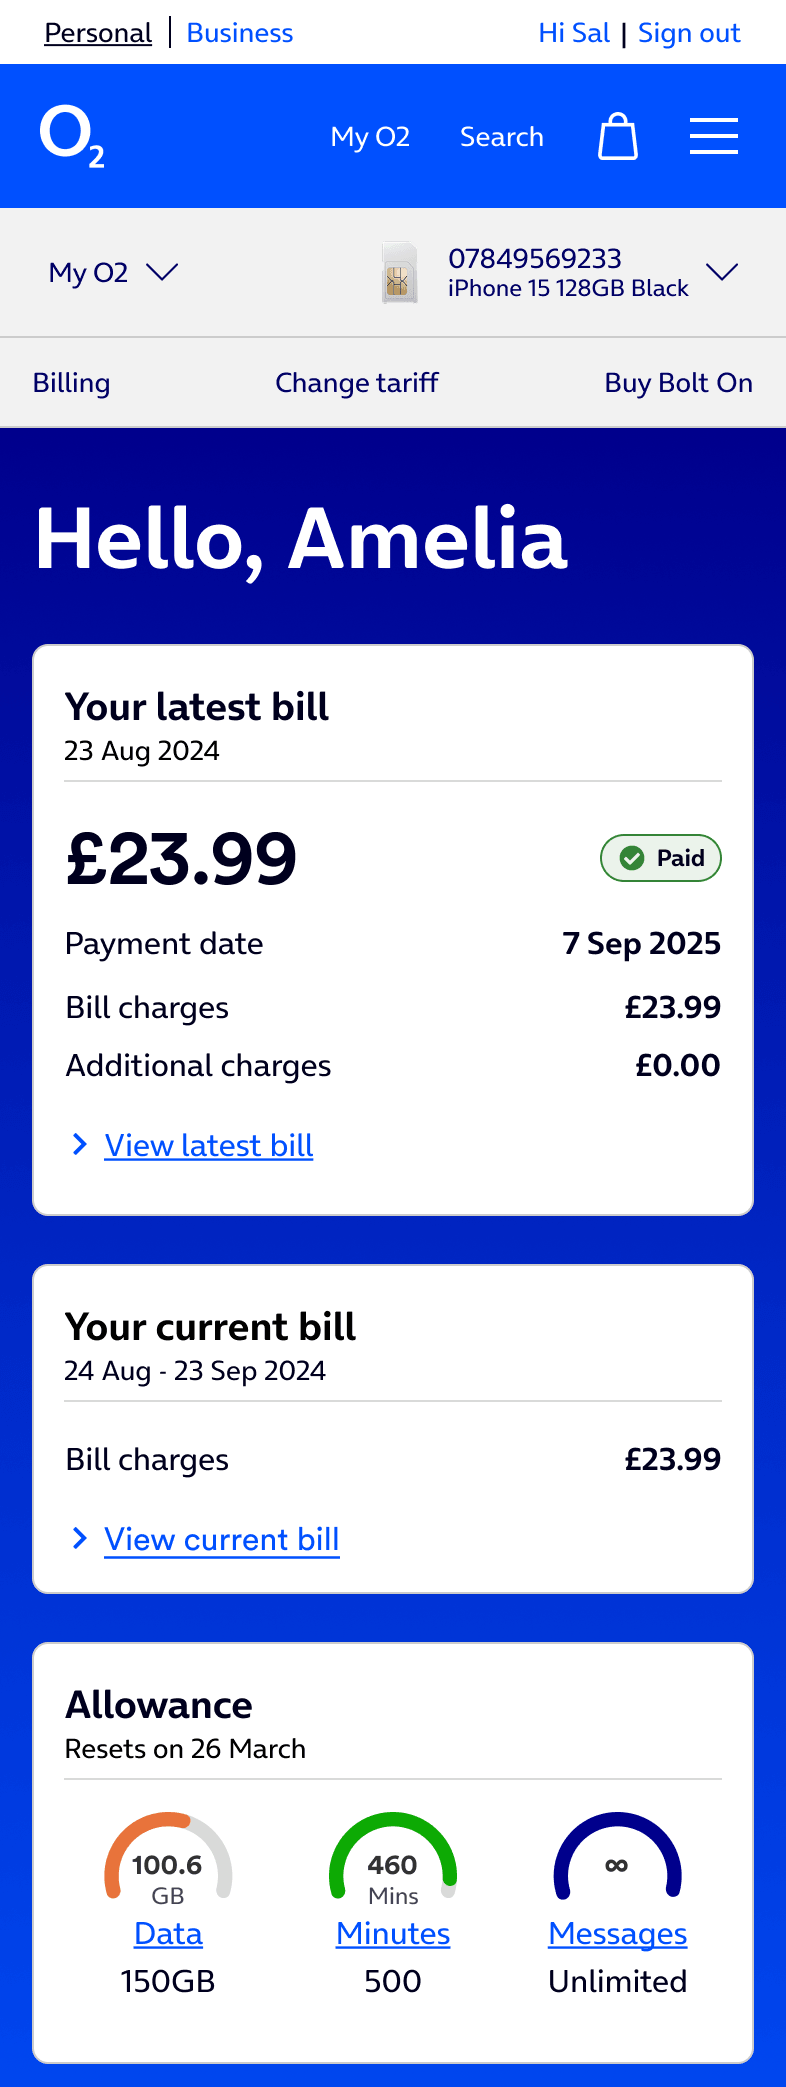 Personal | Business
Hi Sal | Sign out
O2
My O2
Search
My O2
07849569233
iPhone 15 128GB Black
Billing
Change tariff
Buy Bolt On
Hello, Amelia
Your latest bill
23 Aug 2024
£23.99
Paid
Payment date 7 Sep 2025
Bill charges £23.99
Additional charges £0.00
View latest bill
Your current bill
24 Aug - 23 Sep 2024
Bill charges £23.99
View current bill
Allowance
Resets on 26 March
100.6
GB
Data
150GB
460
Mins
Minutes
500
∞
Messages
Unlimited